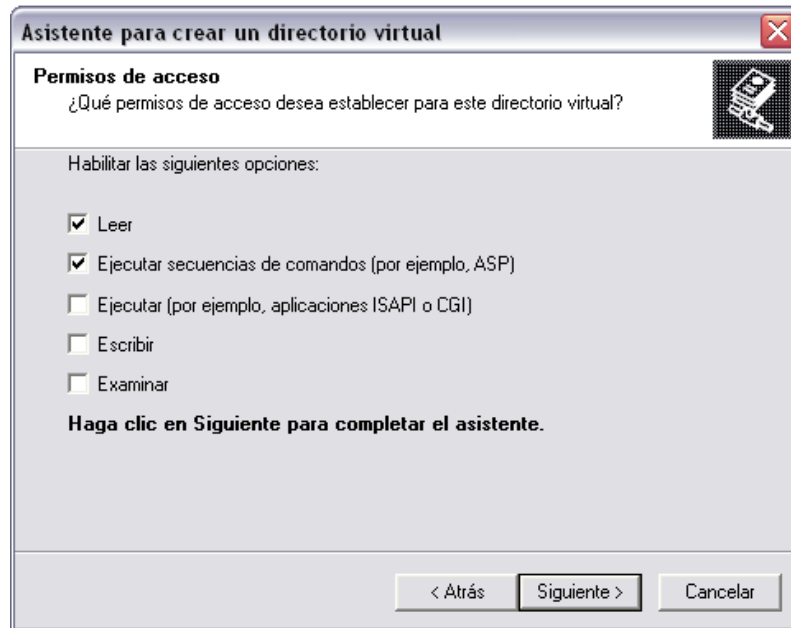 Asistente para crear un directorio virtual
Permisos de acceso
¿Qué permisos de acceso desea establecer para este directorio virtual?
Habilitar las siguientes opciones:
Leer
Ejecutar secuencias de comandos (por ejemplo, ASP)
Ejecutar (por ejemplo, aplicaciones ISAPI o CGI)
Escribir
Examinar
Haga clic en Siguiente para completar el asistente.
< Atrás Siguiente > Cancelar